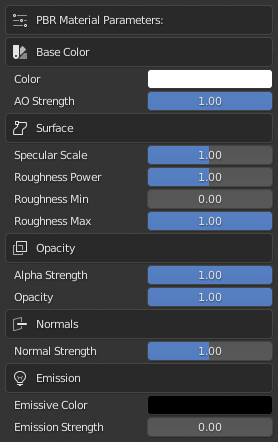 PBR Material Parameters:
Base Color
Color
AO Strength 1.00
Surface
Specular Scale 1.00
Roughness Power 1.00
Roughness Min 0.00
Roughness Max 1.00
Opacity
Alpha Strength 1.00
Opacity 1.00
Normals
Normal Strength 1.00
Emission
Emissive Color
Emission Strength 0.00